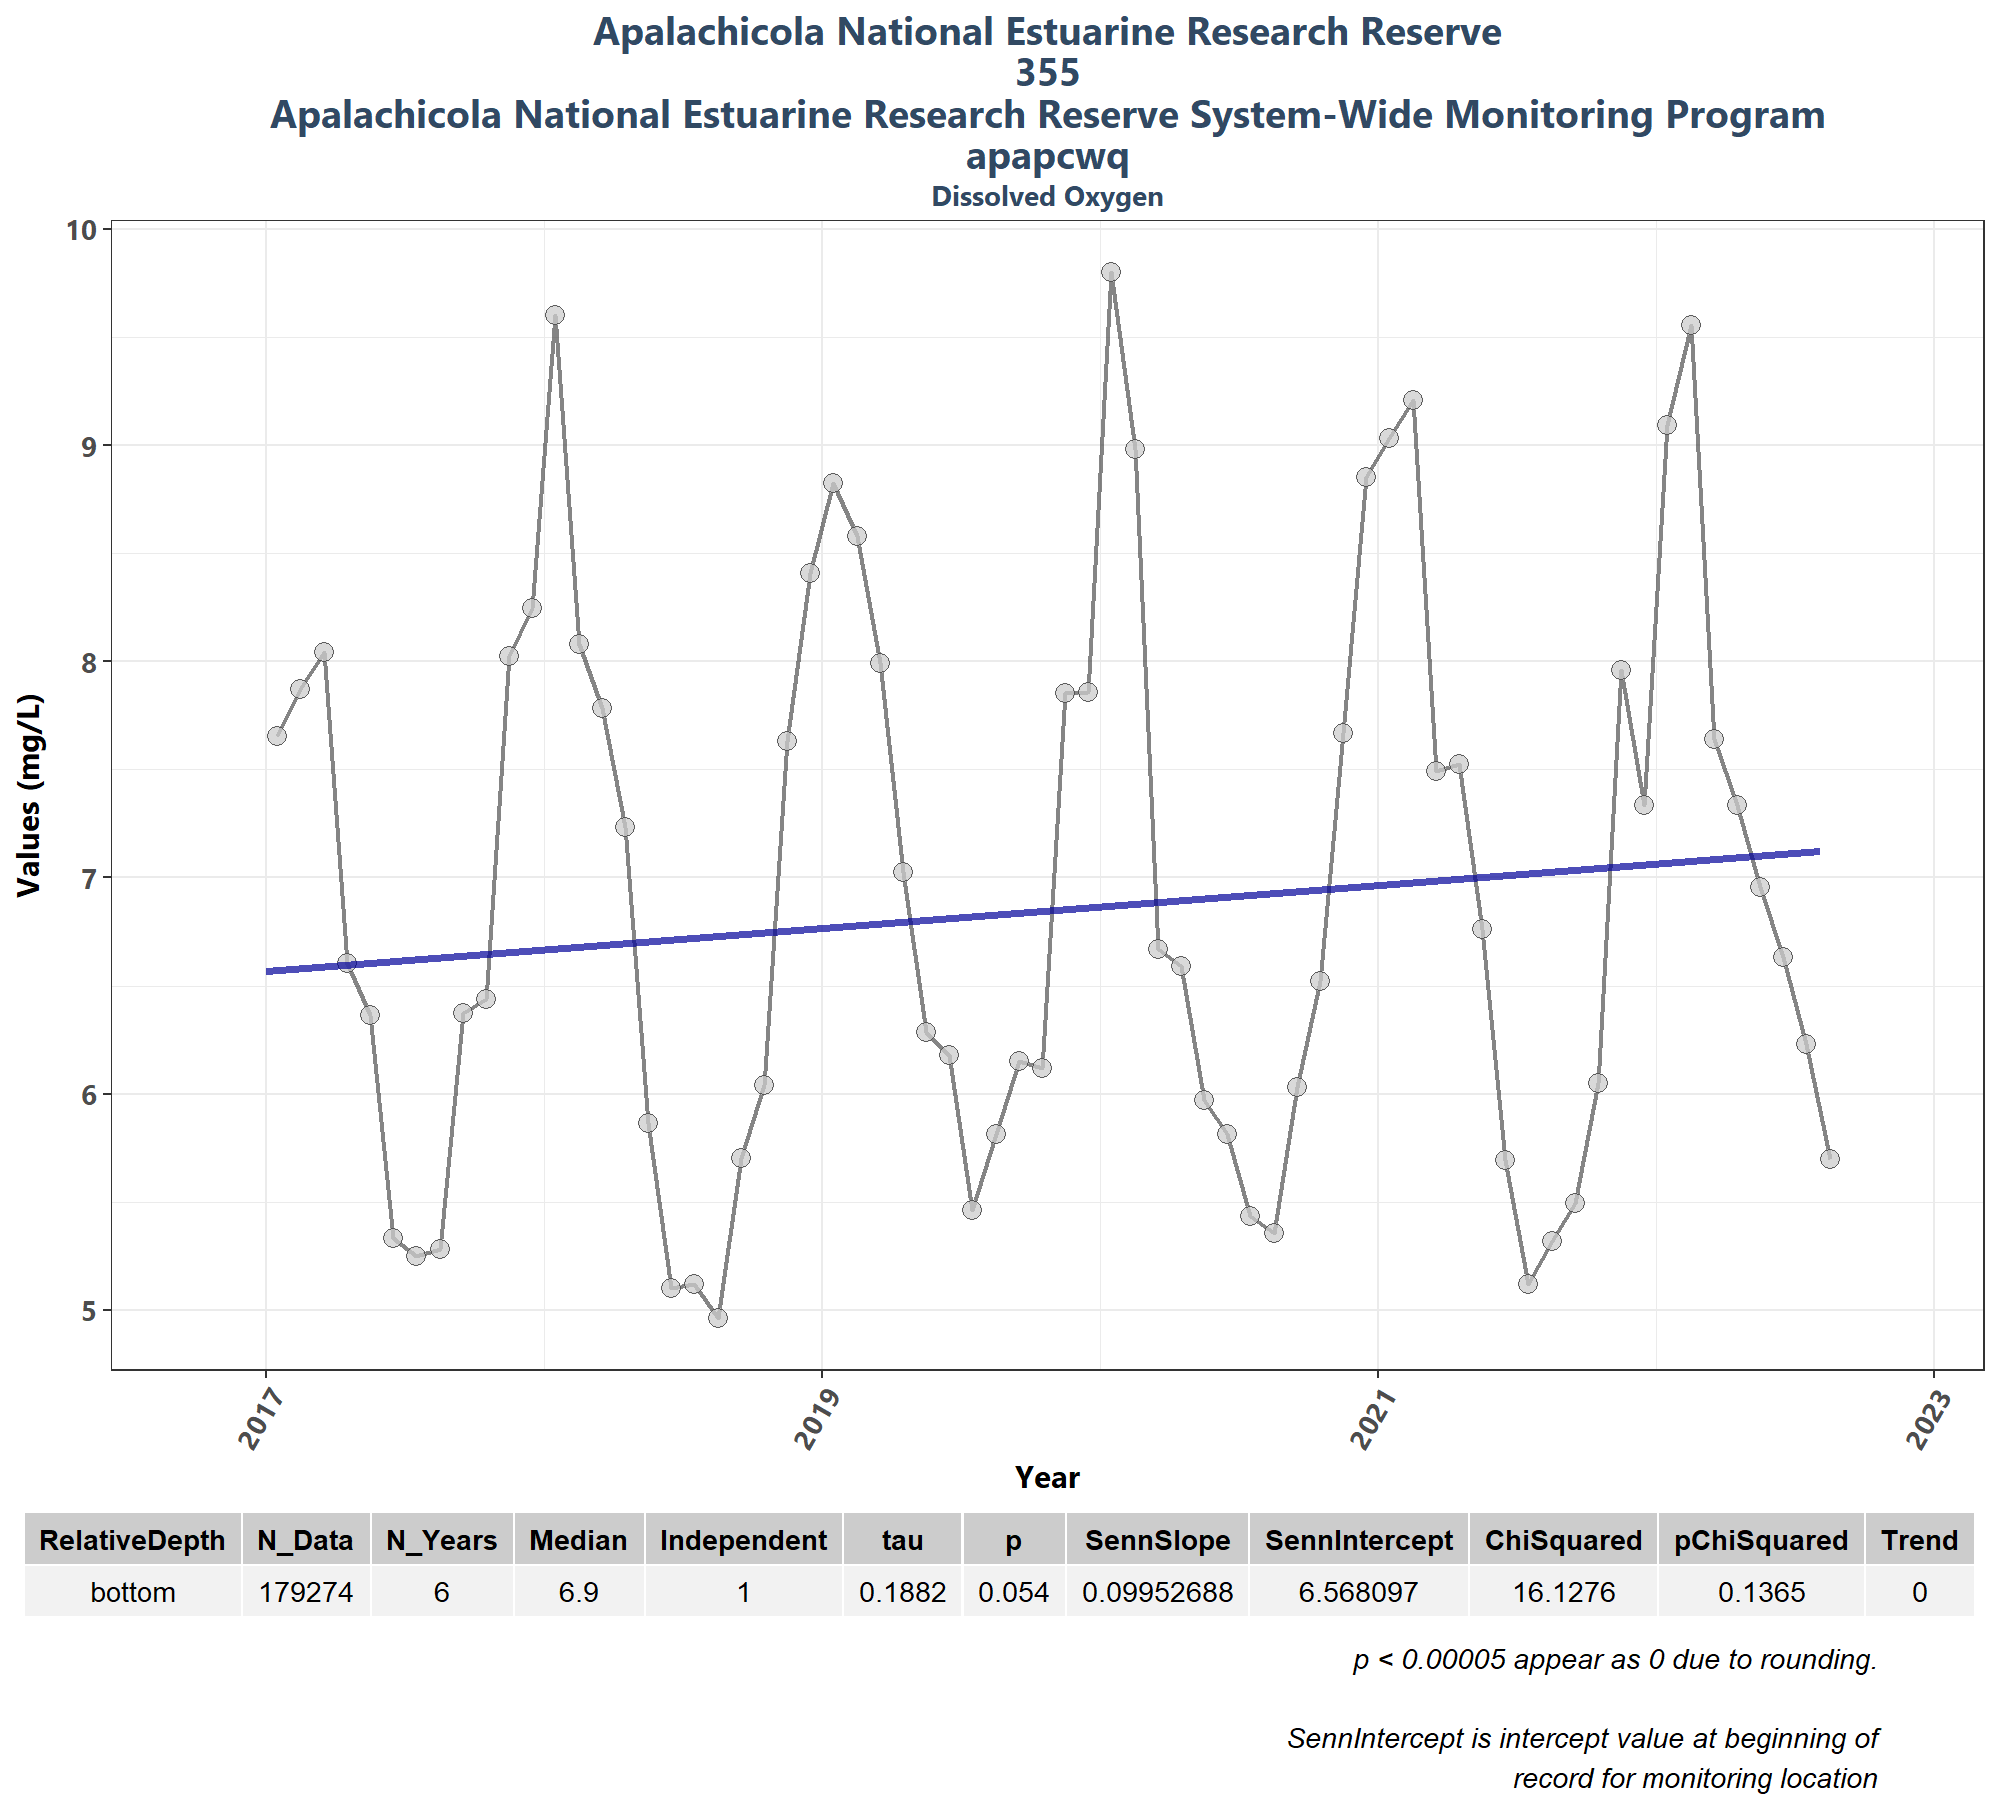 Apalachicola National Estuarine Research Reserve
355
Apalachicola National Estuarine Research Reserve System-Wide Monitoring Program
apapcwq
Dissolved Oxygen
10
9
8
7
6
5
Values (mg/L)
2017
2019
2021
2023
Year
RelativeDepth N_Data N_Years Median Independent tau p SennSlope SennIntercept ChiSquared pChiSquared Trend
bottom 179274 6 6.9 1 0.1882 0.054 0.09952688 6.568097 16.1276 0.1365 0
p < 0.00005 appear as 0 due to rounding.
SennIntercept is intercept value at beginning of
record for monitoring location